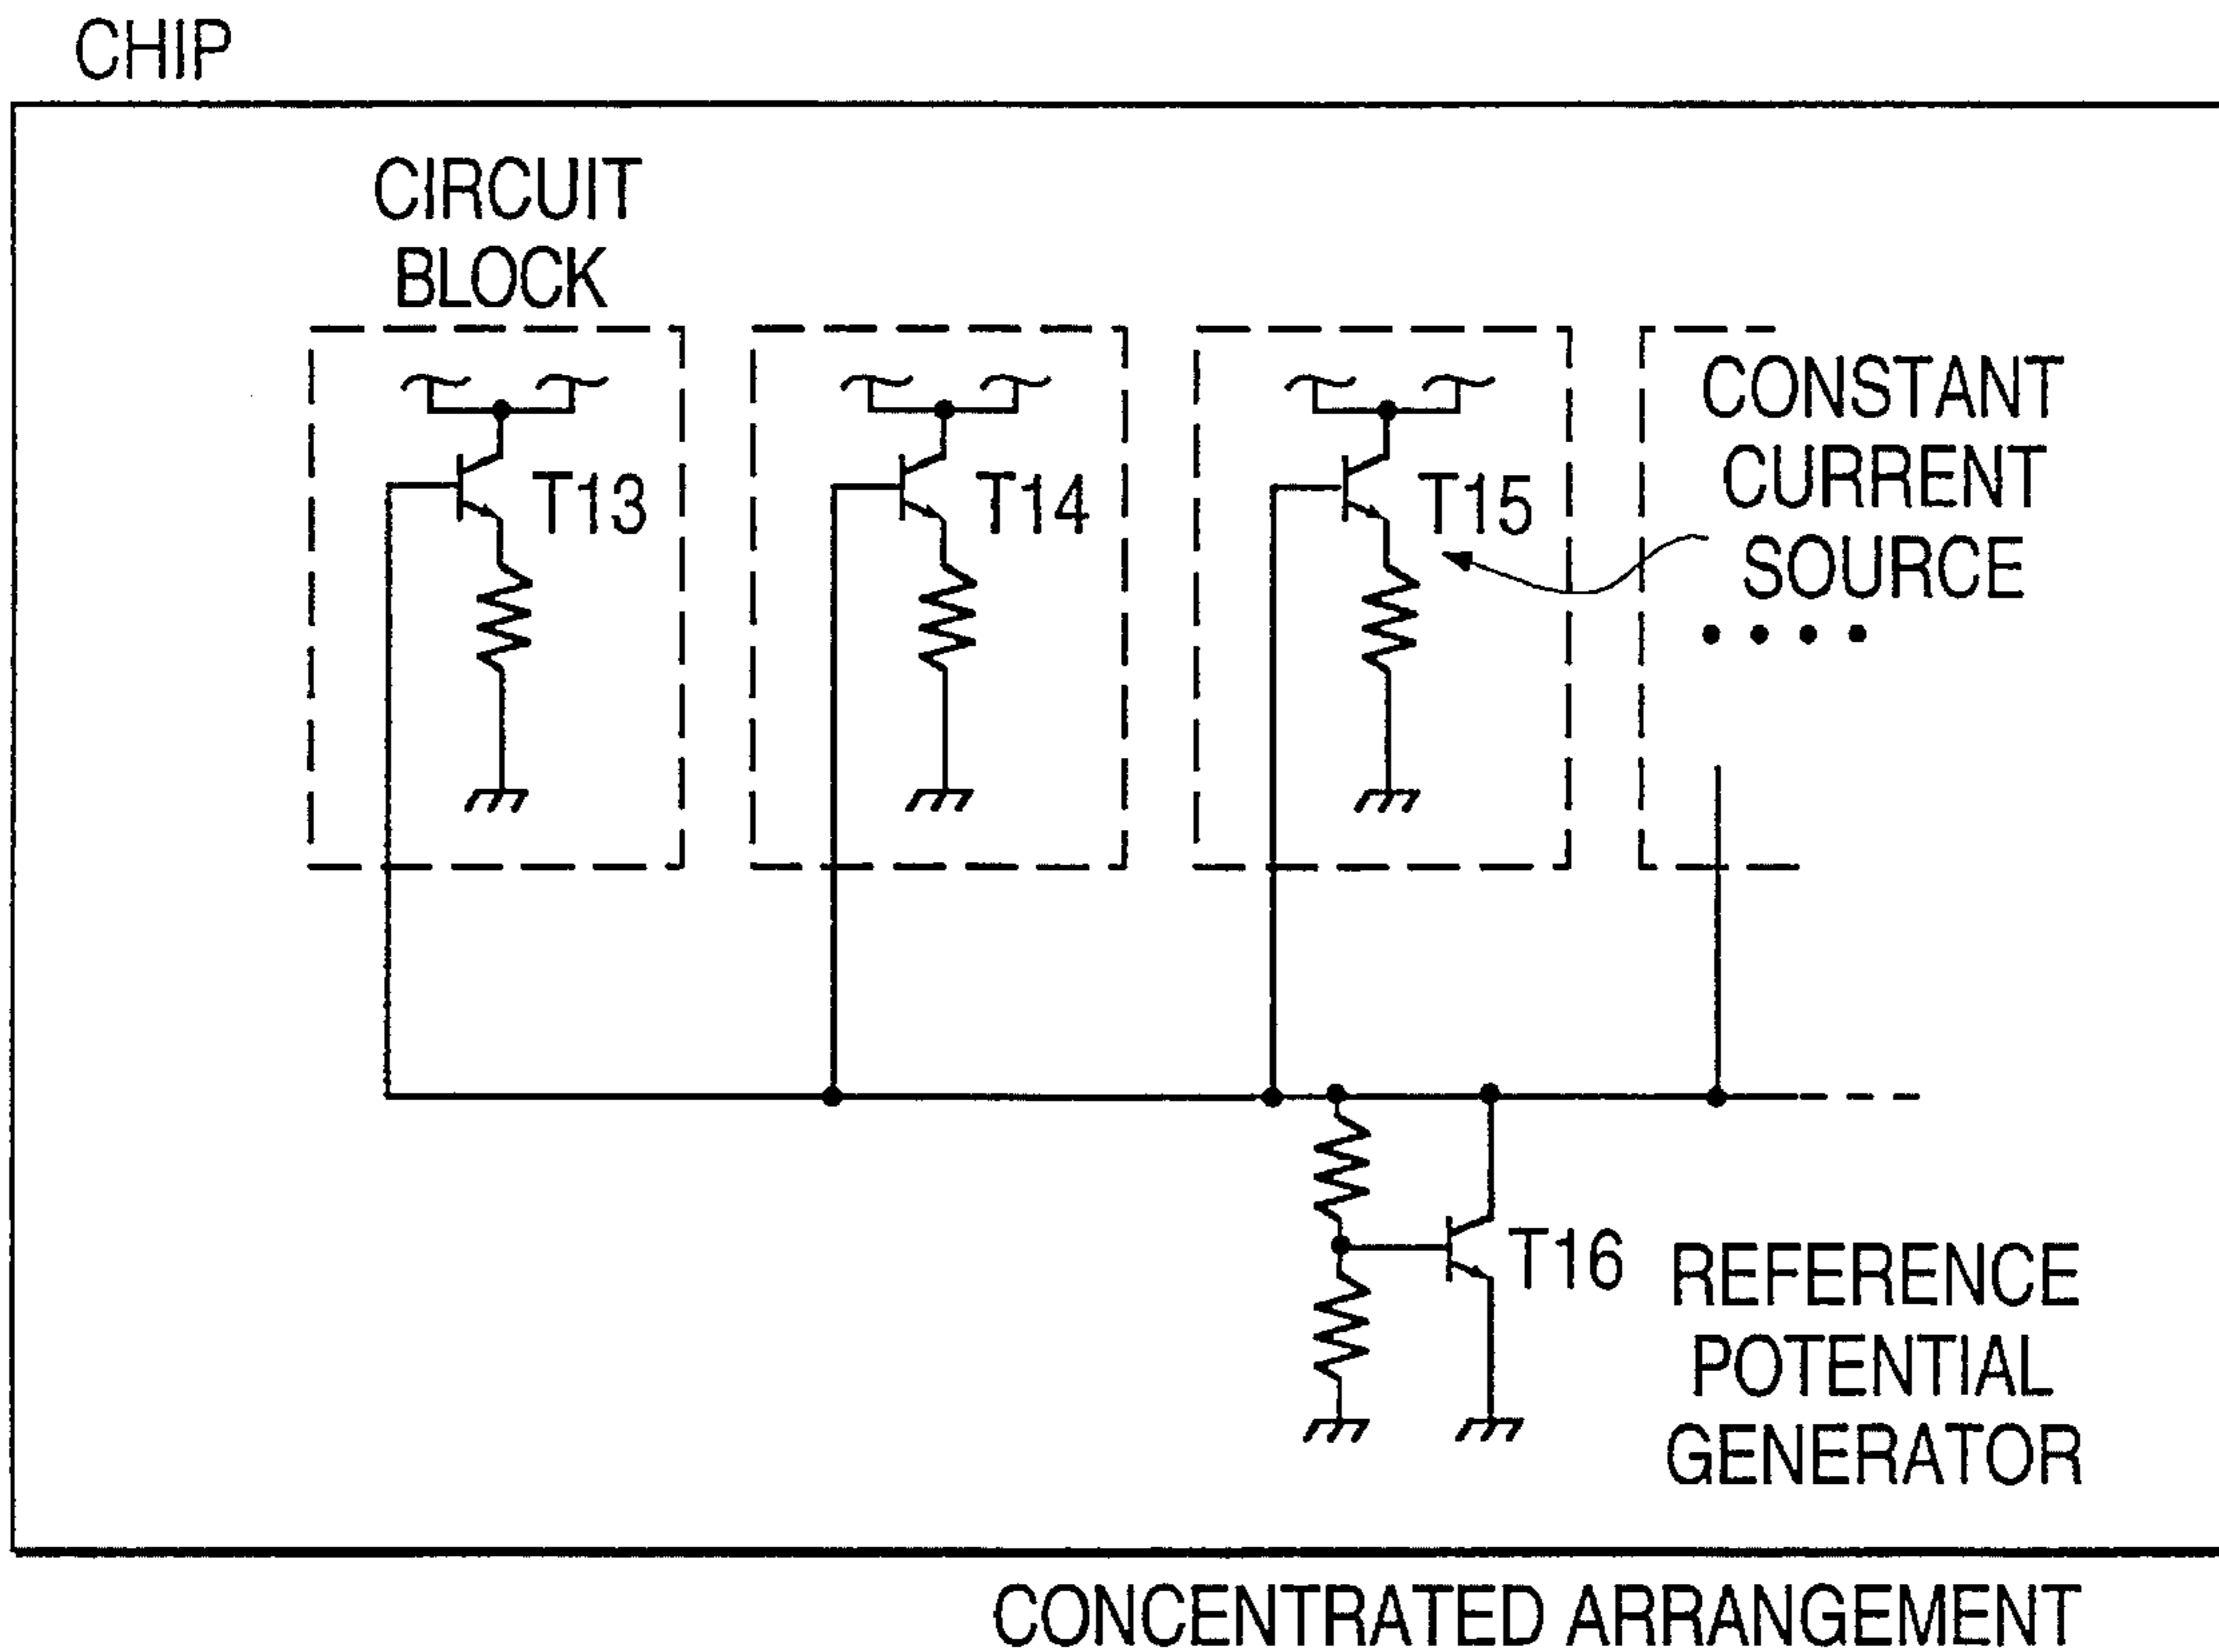 CHIP
CIRCUIT
BLOCK
T13
T14
T15
CONSTANT
CURRENT
SOURCE
T16
REFERENCE
POTENTIAL
GENERATOR
CONCENTRATED ARRANGEMENT